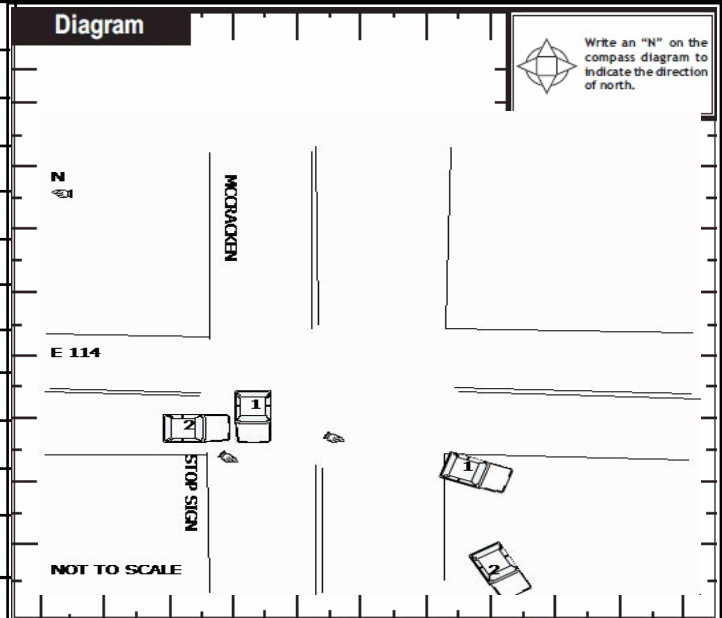 Diagram
Write an “N” on the
compass diagram to
indicate the direction
of north.
N
MCCRACKEN
E 114
1
2
1
STOP SIGN
2
NOT TO SCALE